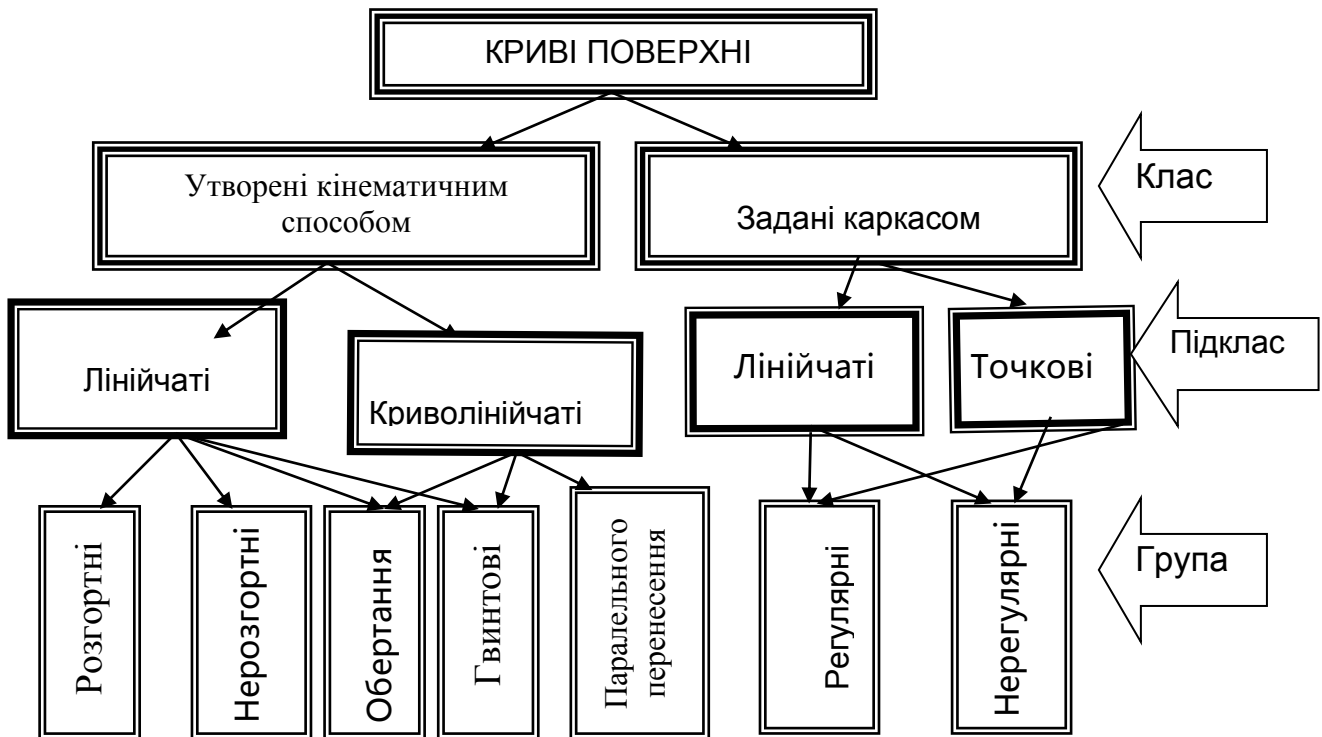 КРИВІ ПОВЕРХНІ
Утворені кінематичним
способом
Задані каркасом
Клас
Лінійчаті
Криволінійчаті
Лінійчаті
Точкові
Підклас
Розгортні
Нерозгортні
Обертання
Гвинтові
Паралельного
перенесення
Регулярні
Нерегулярні
Група